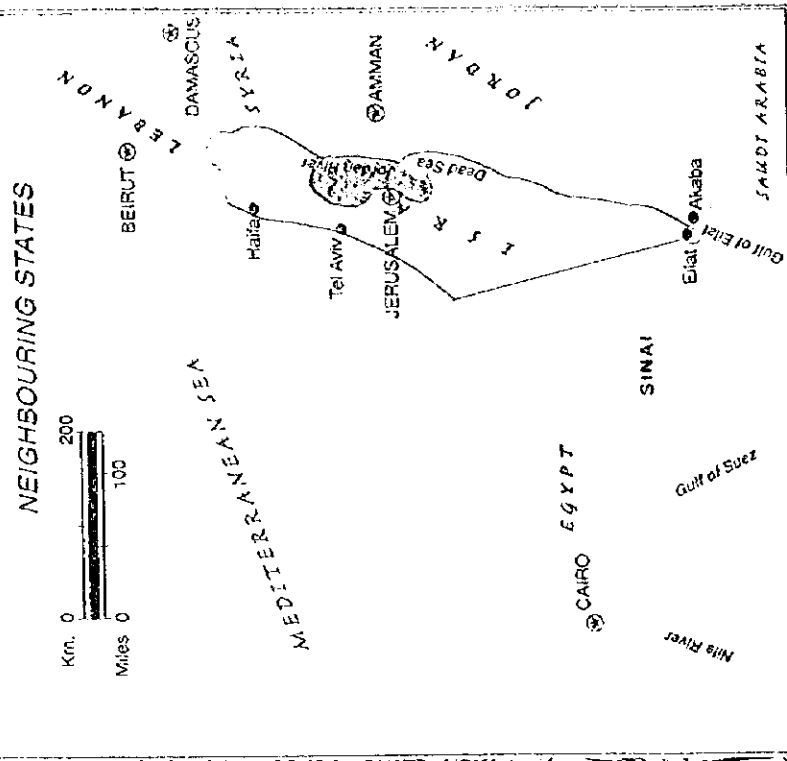 NEIGHBOURING STATES
Km. 0 200
Miles 0 100
LEBANON
BEIRUT
DAMASCUS
SYRIA
Haifa
MEDITERRANEAN SEA
Tel Aviv
Jordan River
AMMAN
JERUSALEM
Dead Sea
JORDAN
I S R
EGYPT
CAIRO
SINAI
Eilat
Akaba
Gulf of Eilat
Gulf of Suez
Nile River
SAUDI ARABIA